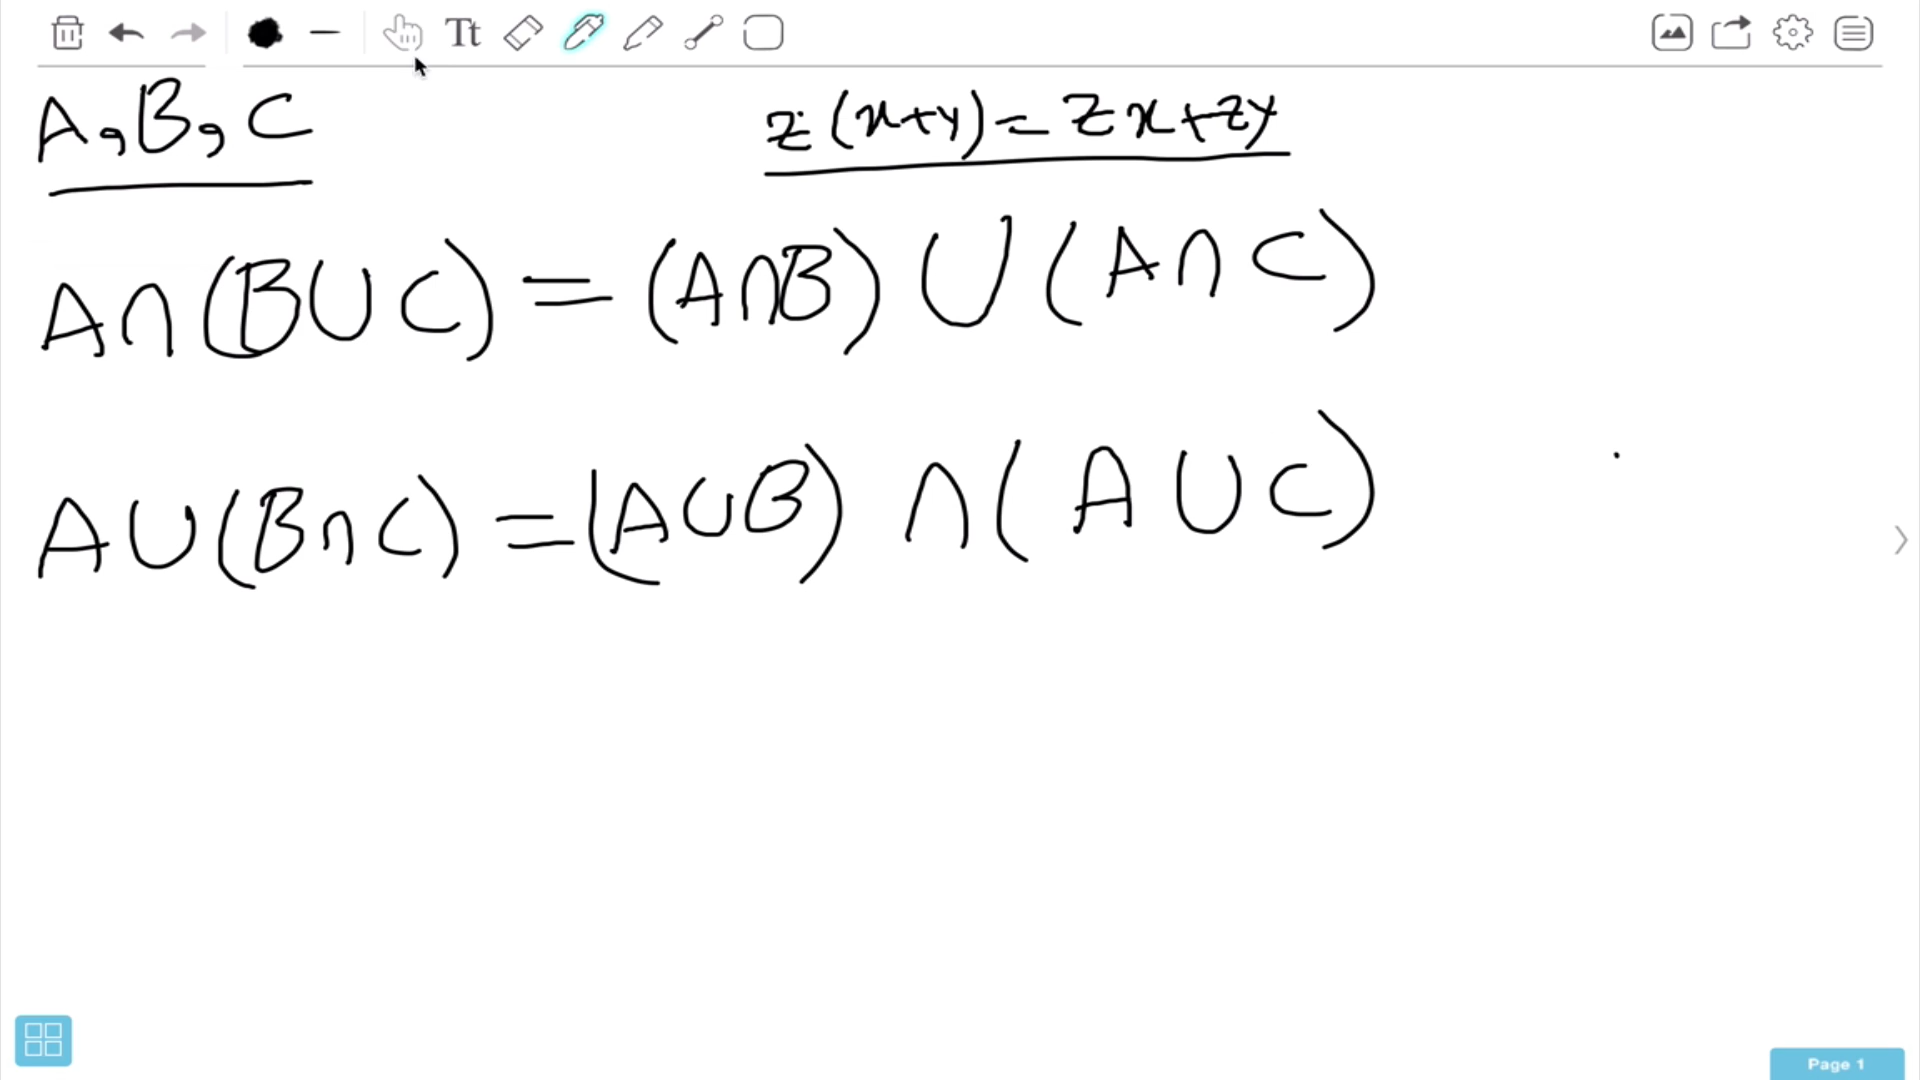 Tt
A,B,C
z(x+y)=zx+zy
A∩(B∪C)=(A∩B)∪(A∩C)
A∪(B∩C)=(A∪B)∩(A∪C)
Page 1